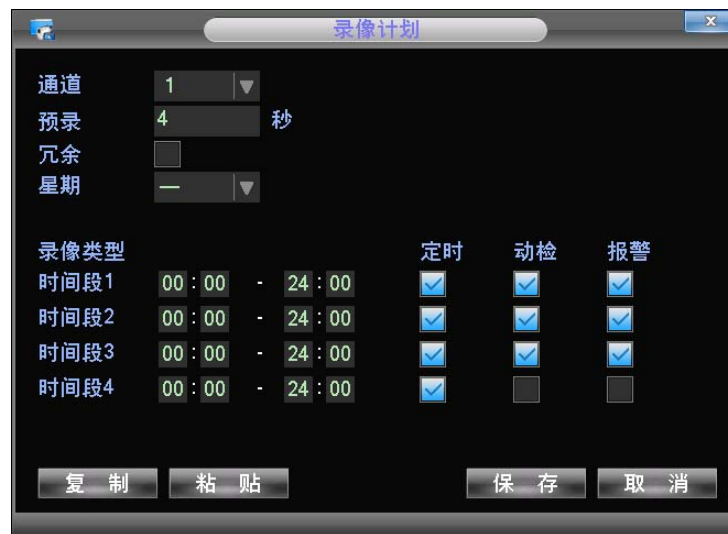 录像计划
x
通道 1
预录 4 秒
冗余
星期 一
录像类型 定时 动检 报警
时间段1 00:00 - 24:00
时间段2 00:00 - 24:00
时间段3 00:00 - 24:00
时间段4 00:00 - 24:00
复 制 粘 贴 保 存 取 消